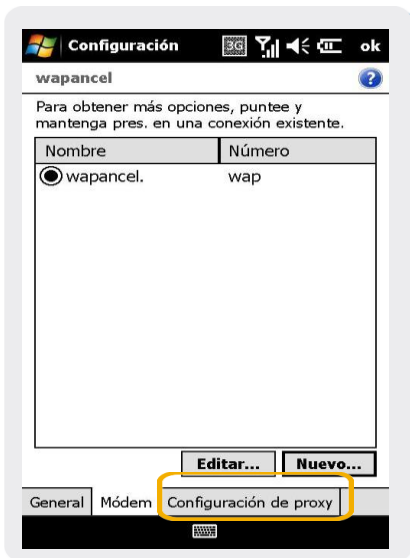 Configuración 3G ok
wapancel
Para obtener más opciones, puntee y
mantenga pres. en una conexión existente.
Nombre Número
wapancel. wap
Editar... Nuevo...
General Módem Configuración de proxy